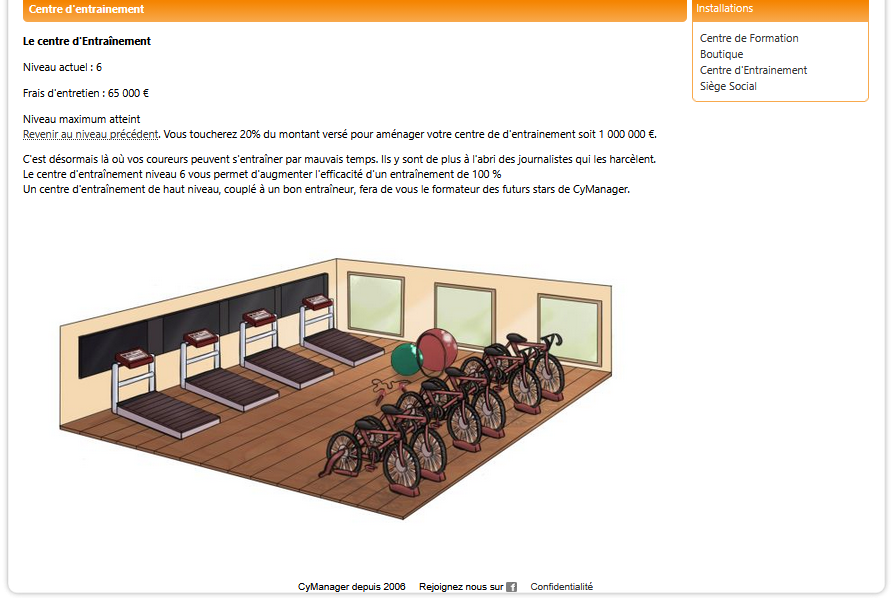 Centre d'entrainement
Le centre d'Entraînement
Niveau actuel : 6
Frais d'entretien : 65 000 €
Niveau maximum atteint
Revenir au niveau précédent. Vous toucherez 20% du montant versé pour aménager votre centre de d'entrainement soit 1 000 000 €.
C'est désormais là où vos coureurs peuvent s'entraîner par mauvais temps. Ils y sont de plus à l'abri des journalistes qui les harcèlent.
Le centre d'entraînement niveau 6 vous permet d'augmenter l'efficacité d'un entraînement de 100 %
Un centre d'entraînement de haut niveau, couplé à un bon entraîneur, fera de vous le formateur des futurs stars de CyManager.
Installations
Centre de Formation
Boutique
Centre d'Entrainement
Siège Social
CyManager depuis 2006 Rejoignez nous sur f Confidentialité